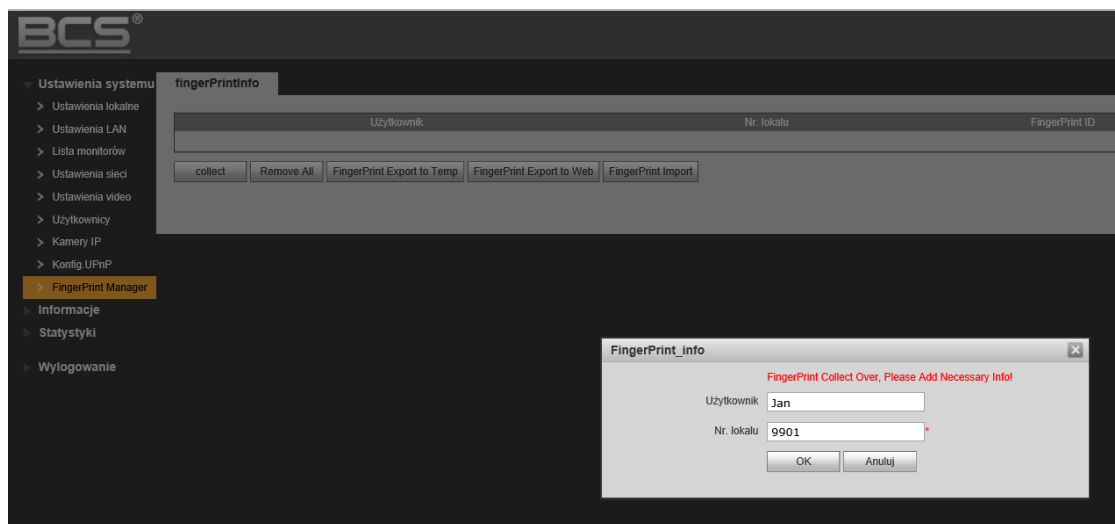 BCS®
Ustawienia systemu
Ustawienia lokalne
Ustawienia LAN
Lista monitorów
Ustawienia sieci
Ustawienia video
Użytkownicy
Kamery IP
Konfig.UPnP
FingerPrint Manager
Informacje
Statystyki
Wylogowanie
fingerPrintInfo
Użytkownik Nr. lokalu FingerPrint ID
collect Remove All FingerPrint Export to Temp FingerPrint Export to Web FingerPrint Import
FingerPrint_info
FingerPrint Collect Over, Please Add Necessary Info!
Użytkownik Jan
Nr. lokalu 9901 *
OK Anuluj